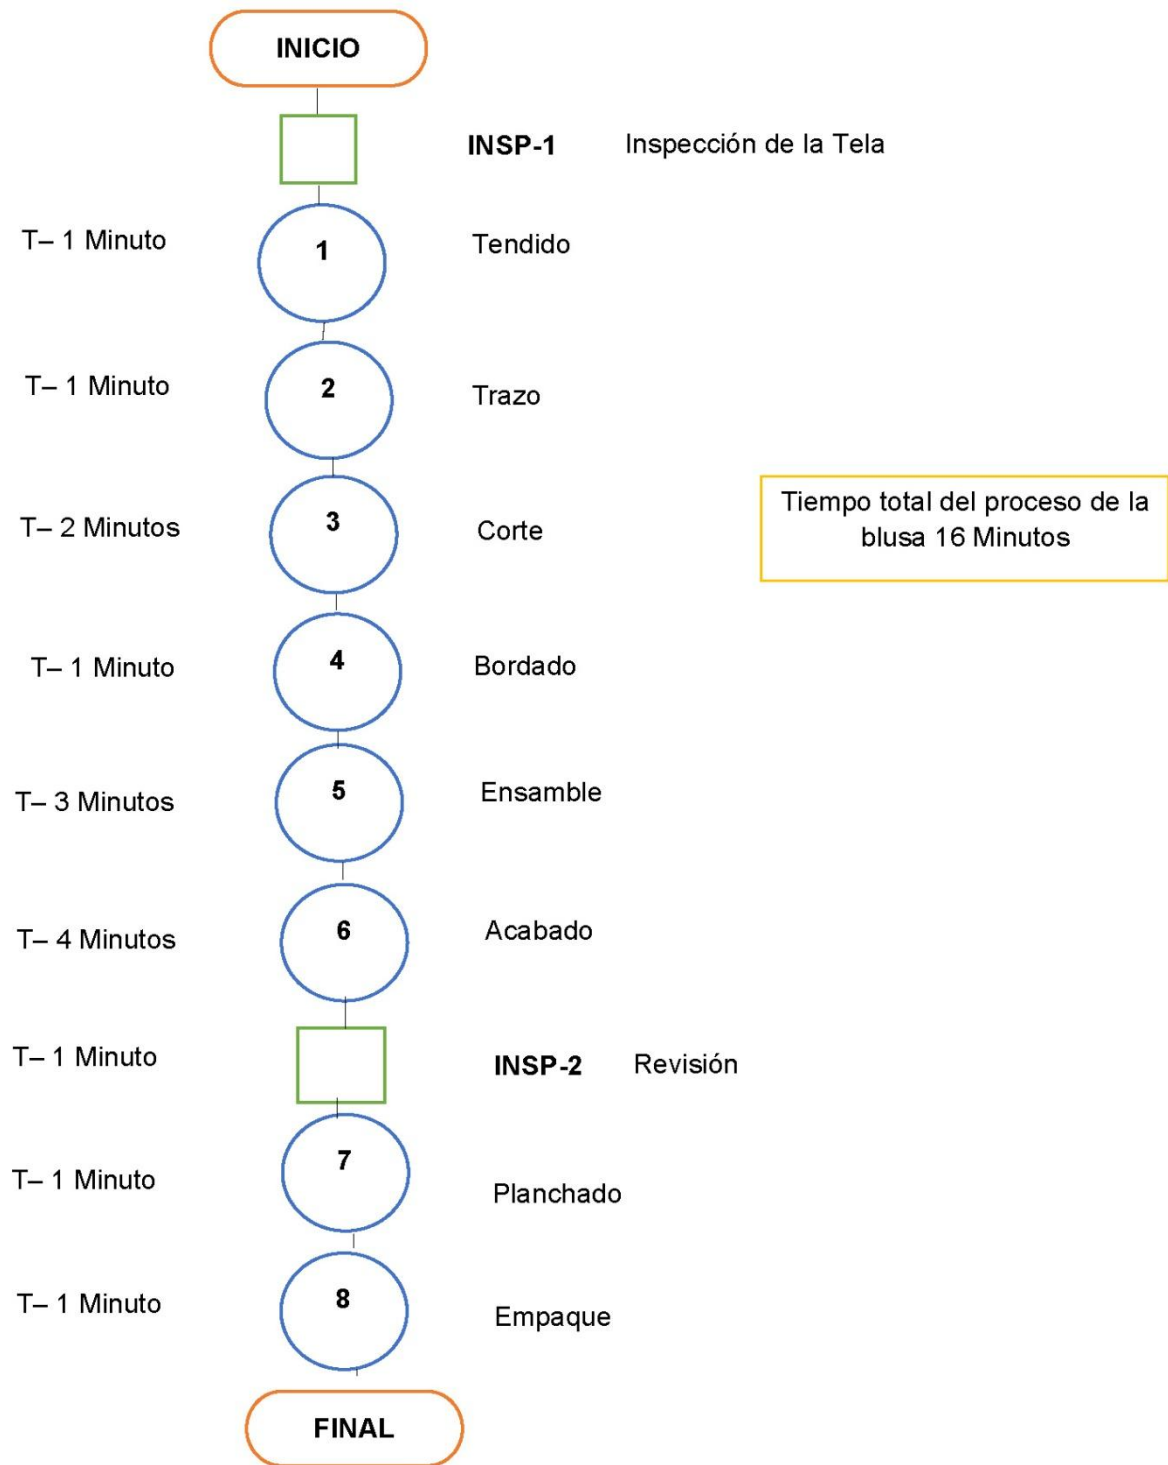 INICIO
INSP-1 Inspección de la Tela
T– 1 Minuto 1 Tendido
T– 1 Minuto 2 Trazo
T– 2 Minutos 3 Corte
Tiempo total del proceso de la
blusa 16 Minutos
T– 1 Minuto 4 Bordado
T– 3 Minutos 5 Ensamble
T– 4 Minutos 6 Acabado
T– 1 Minuto INSP-2 Revisión
T– 1 Minuto 7 Planchado
T– 1 Minuto 8 Empaque
FINAL